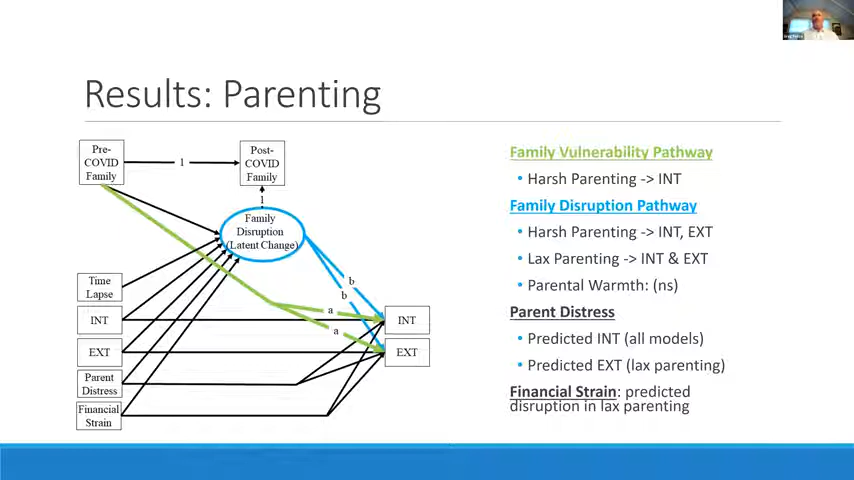 Results: Parenting
Pre-
COVID
Family
1
Post-
COVID
Family
1
Family
Disruption
(Latent Change)
Time
Lapse
INT
EXT
Parent
Distress
Financial
Strain
b
b
a
a
INT
EXT
Family Vulnerability Pathway
• Harsh Parenting -> INT
Family Disruption Pathway
• Harsh Parenting -> INT, EXT
• Lax Parenting -> INT & EXT
• Parental Warmth: (ns)
Parent Distress
• Predicted INT (all models)
• Predicted EXT (lax parenting)
Financial Strain: predicted
disruption in lax parenting